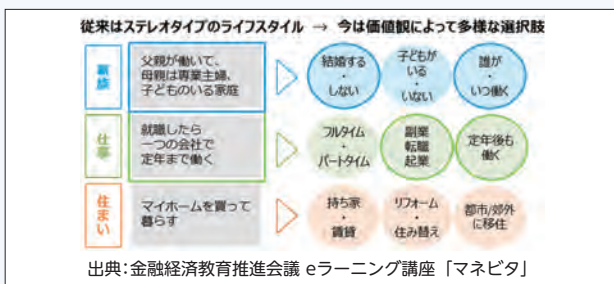 従来はステレオタイプのライフスタイル → 今は価値観によって多様な選択肢
家族
父親が働いて、
母親は専業主婦、
子どものいる家庭
結婚する
・
しない
子どもが
いる
・
いない
誰が
・
いつ働く
仕事
就職したら
一つの会社で
定年まで働く
フルタイム
・
パートタイム
副業
転職
起業
定年後も
働く
住まい
マイホームを買って
暮らす
持ち家
・
賃貸
リフォーム
・
住み替え
都市/郊外
に移住
出典:金融経済教育推進会議 eラーニング講座「マネビタ」